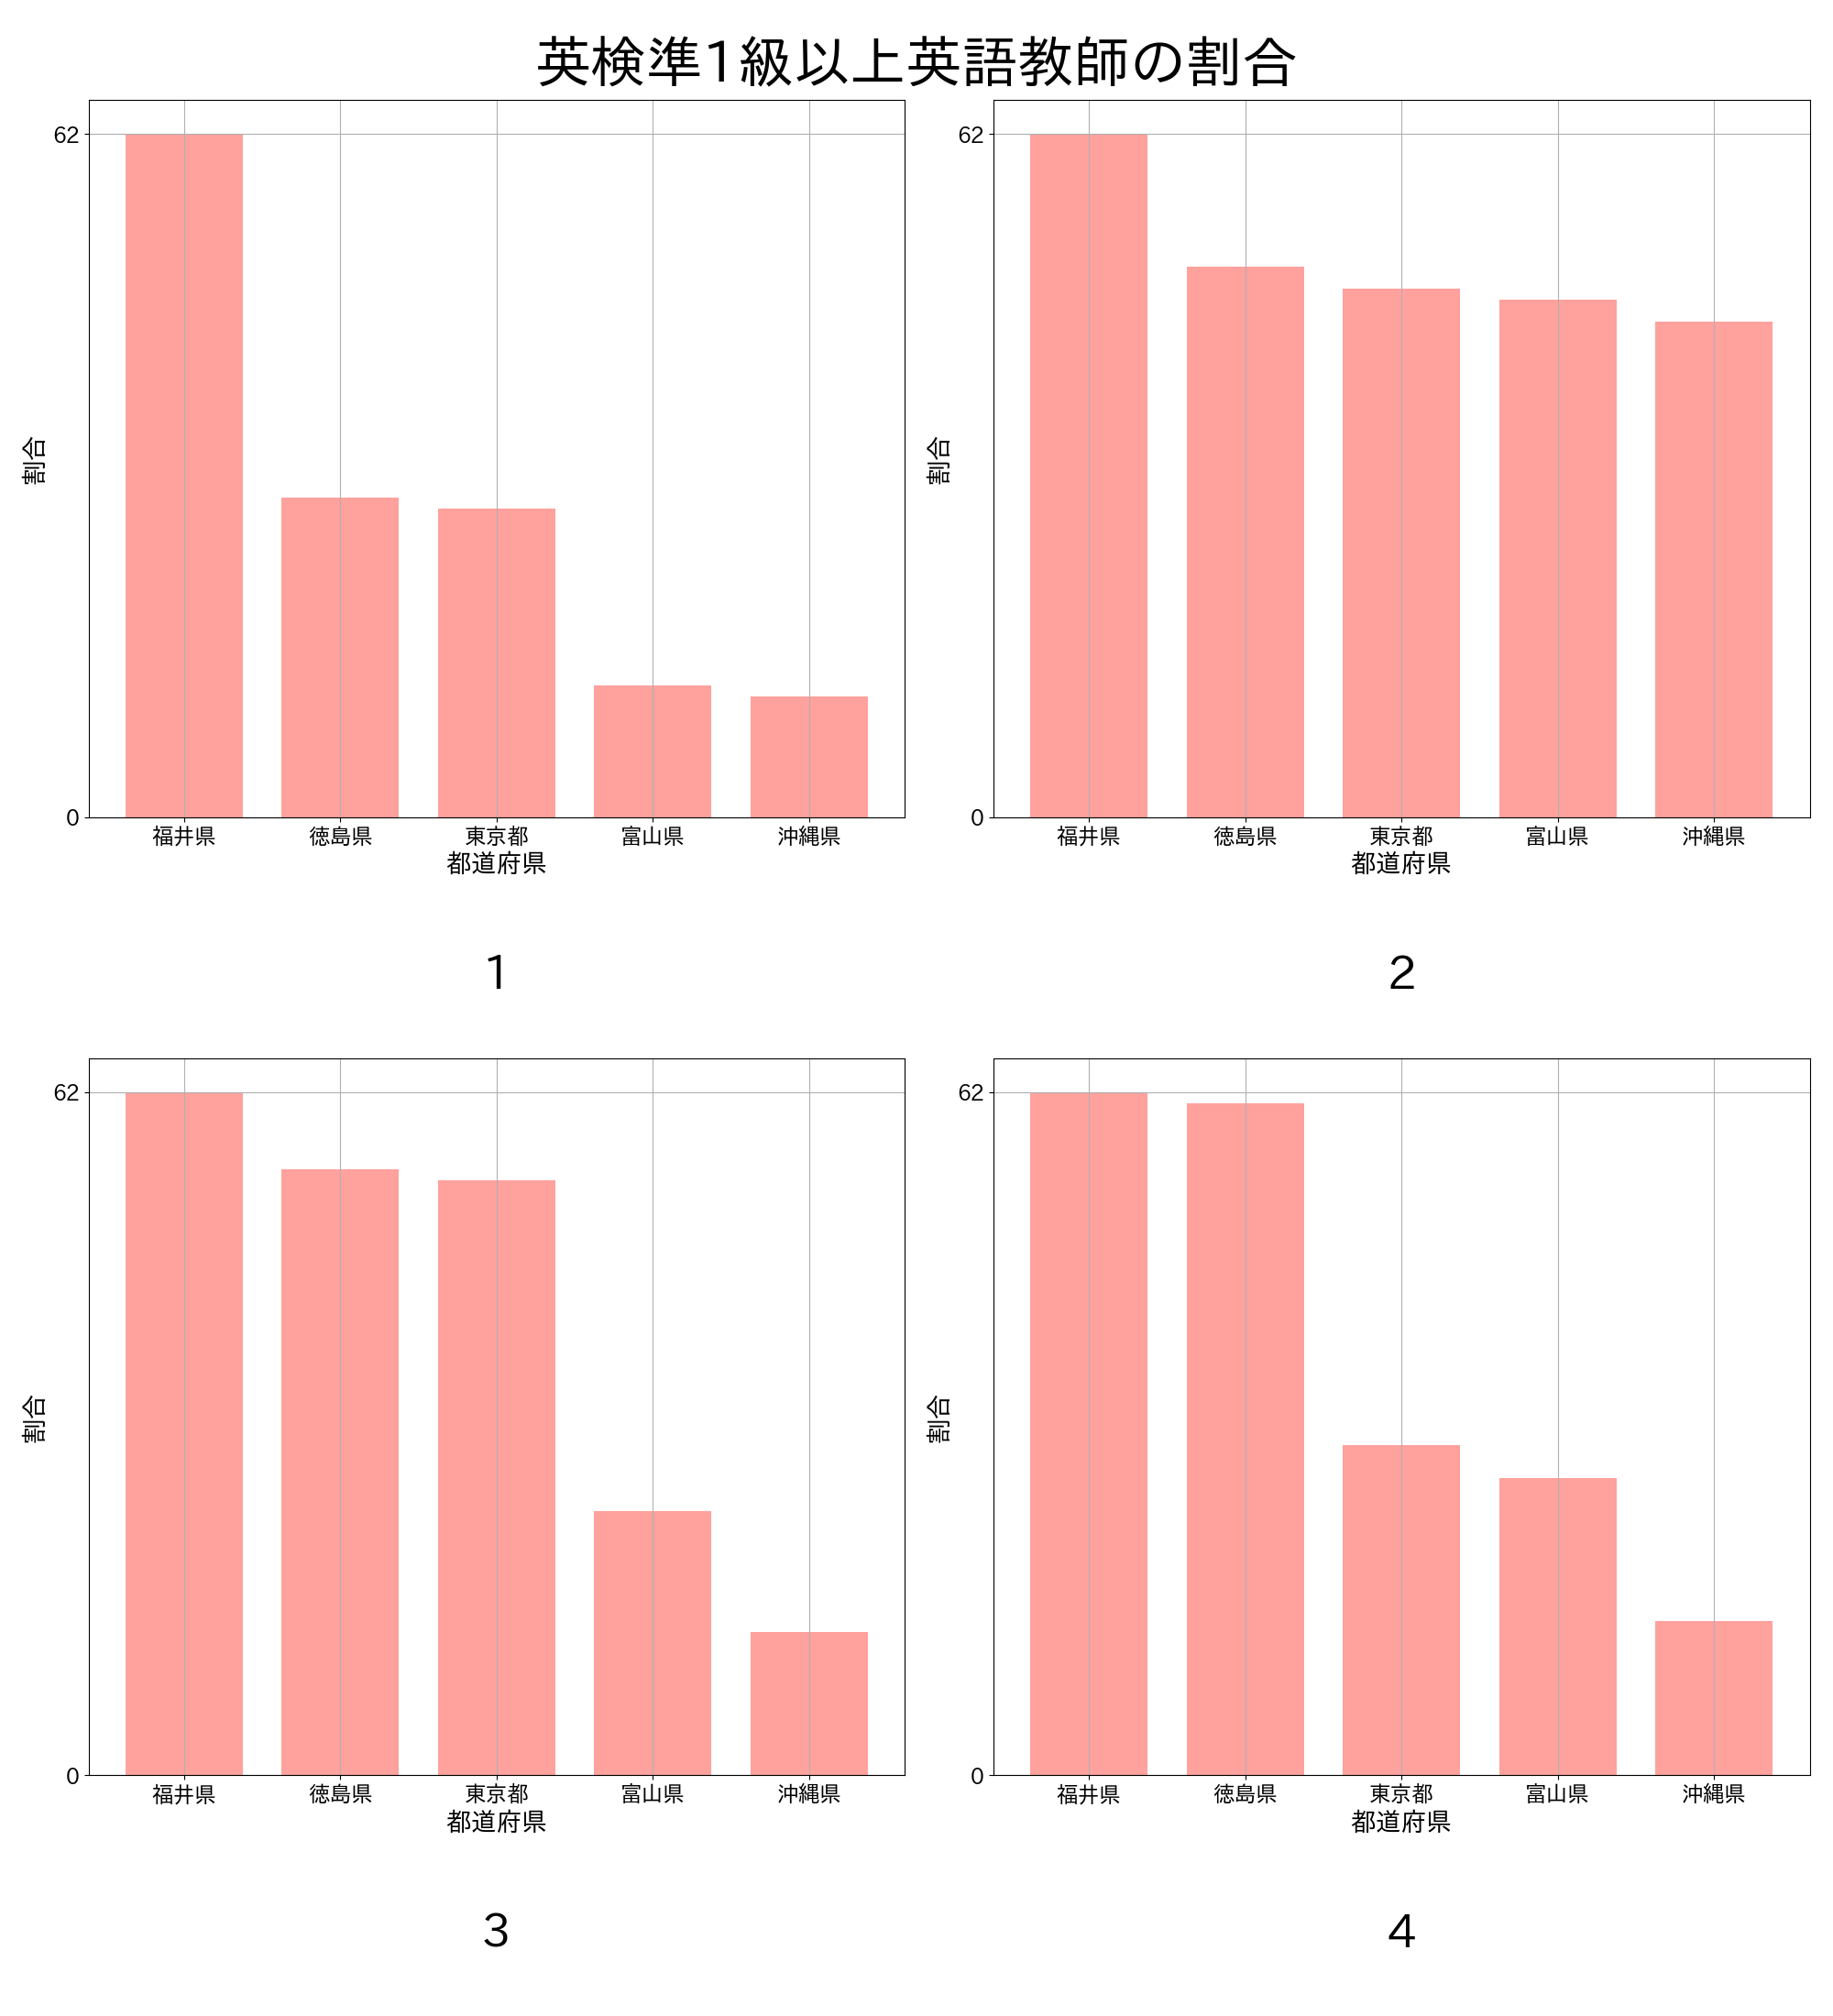 英検準1級以上英語教師の割合
62
0
割合
福井県 徳島県 東京都 富山県 沖縄県
都道府県
1
62
0
割合
福井県 徳島県 東京都 富山県 沖縄県
都道府県
2
62
0
割合
福井県 徳島県 東京都 富山県 沖縄県
都道府県
3
62
0
割合
福井県 徳島県 東京都 富山県 沖縄県
都道府県
4